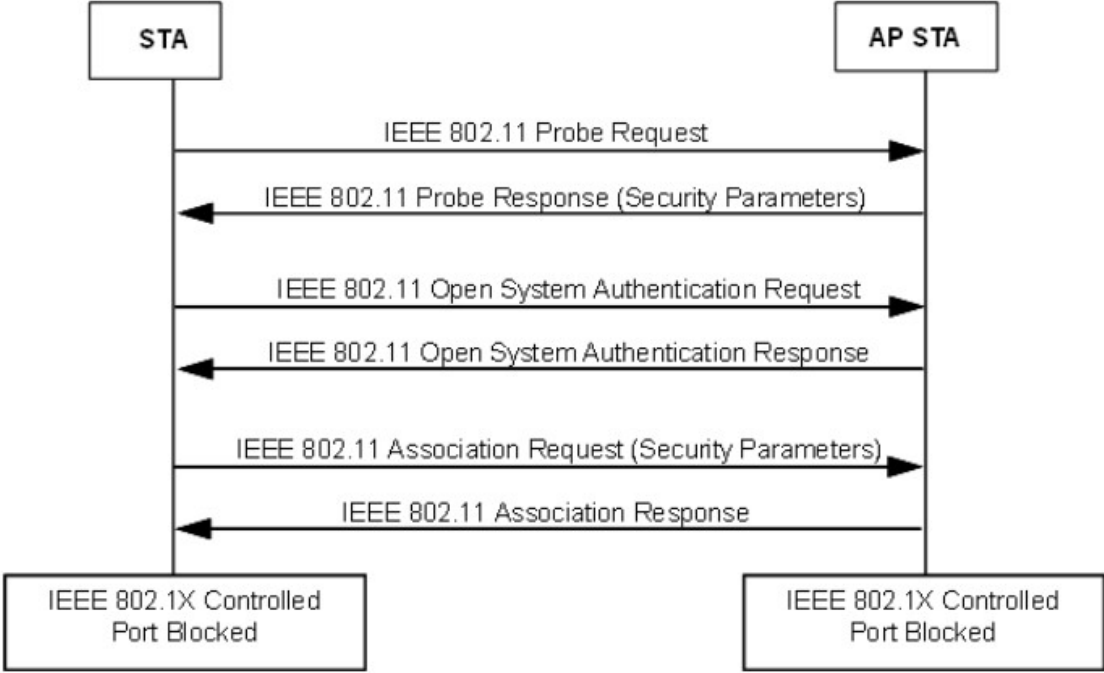 STA
AP STA
IEEE 802.11 Probe Request
IEEE 802.11 Probe Response (Security Parameters)
IEEE 802.11 Open System Authentication Request
IEEE 802.11 Open System Authentication Response
IEEE 802.11 Association Request (Security Parameters)
IEEE 802.11 Association Response
IEEE 802.1X Controlled
Port Blocked
IEEE 802.1X Controlled
Port Blocked